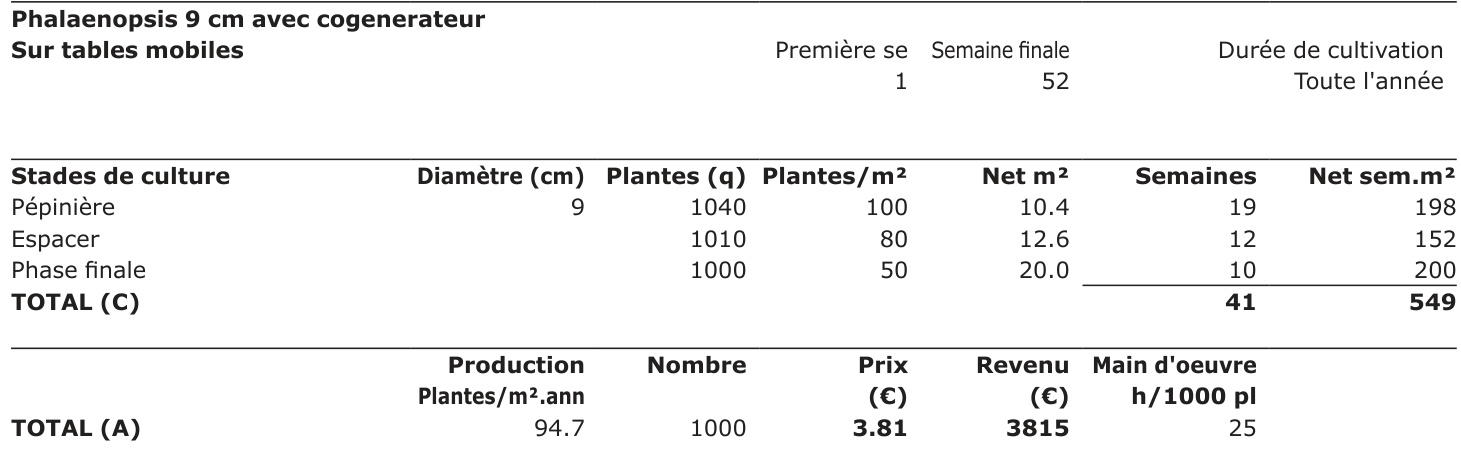 Phalaenopsis 9 cm avec cogenerateur
Sur tables mobiles Première se Semaine finale Durée de cultivation
1 52 Toute l'année
Stades de culture Diamètre (cm) Plantes (q) Plantes/m² Net m² Semaines Net sem.m²
Pépinière 9 1040 100 10.4 19 198
Espacer 1010 80 12.6 12 152
Phase finale 1000 50 20.0 10 200
TOTAL (C) 41 549
Production Nombre Prix Revenu Main d'oeuvre
Plantes/m².ann (€) (€) h/1000 pl
TOTAL (A) 94.7 1000 3.81 3815 25